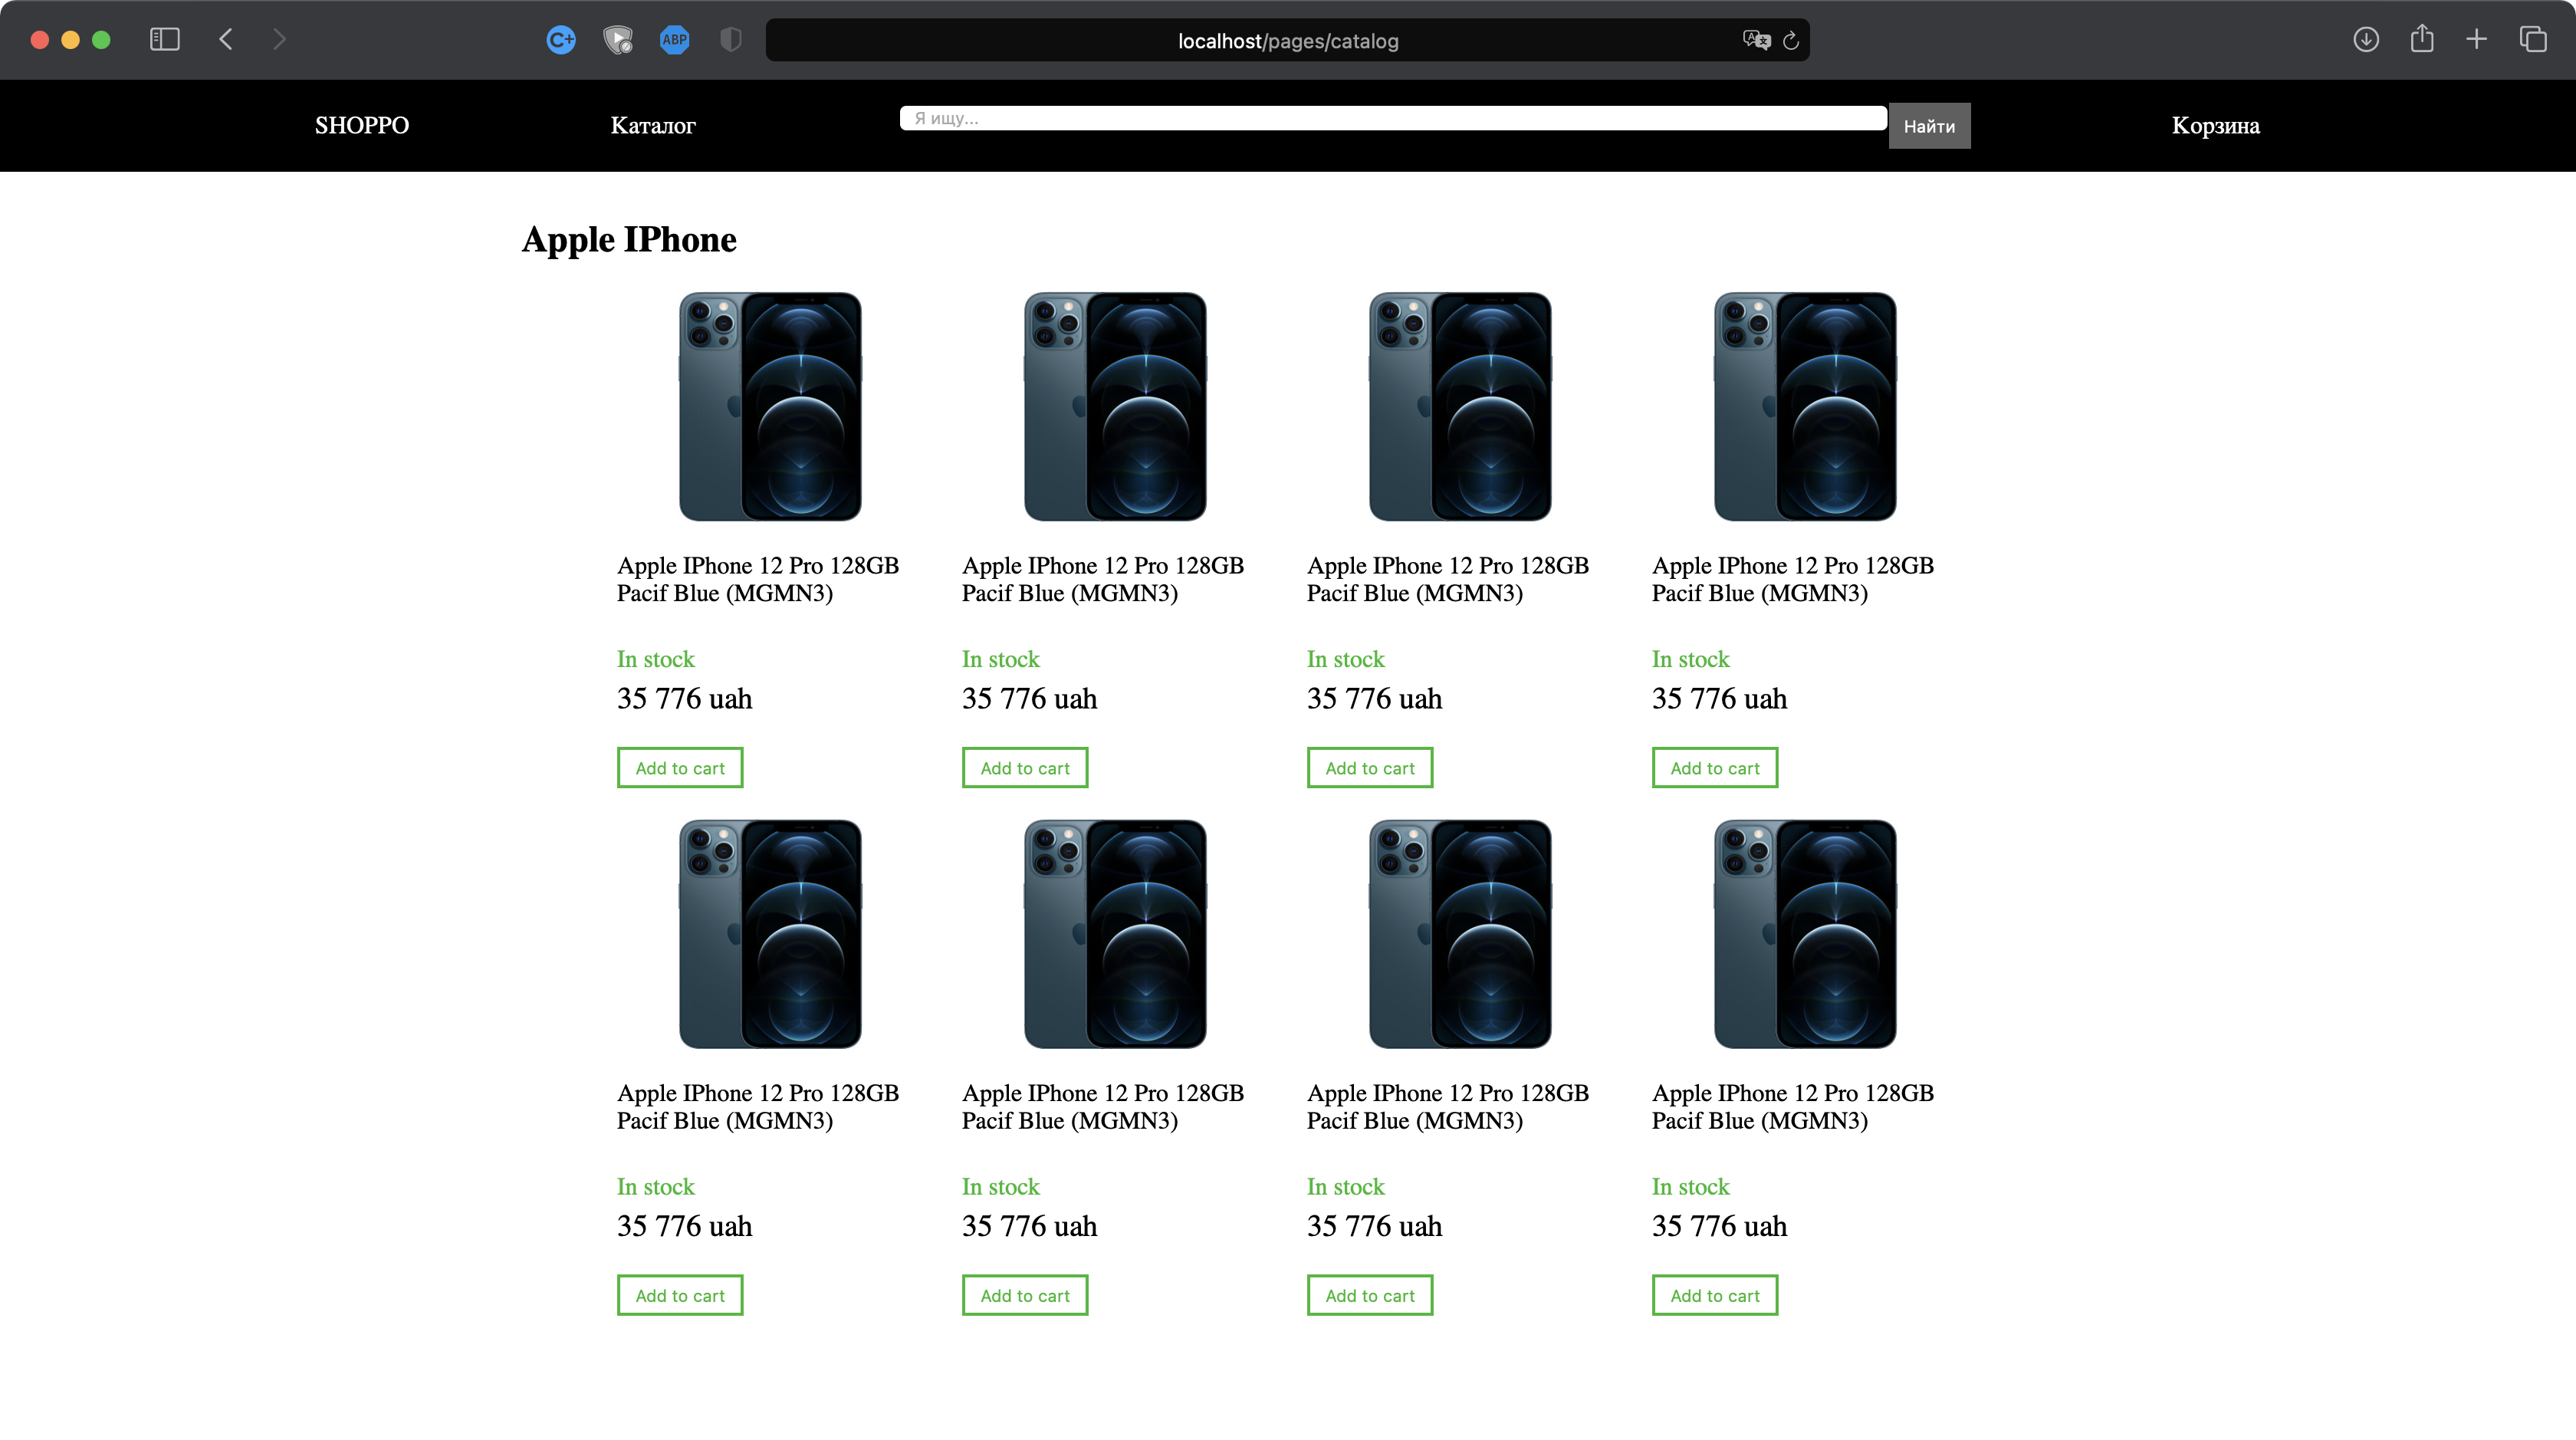 C+
ABP
localhost/pages/catalog
SHOPPO
Каталог
Я ищу...
Найти
Корзина
Apple IPhone
Apple IPhone 12 Pro 128GB
Pacif Blue (MGMN3)
In stock
35 776 uah
Add to cart
Apple IPhone 12 Pro 128GB
Pacif Blue (MGMN3)
In stock
35 776 uah
Add to cart
Apple IPhone 12 Pro 128GB
Pacif Blue (MGMN3)
In stock
35 776 uah
Add to cart
Apple IPhone 12 Pro 128GB
Pacif Blue (MGMN3)
In stock
35 776 uah
Add to cart
Apple IPhone 12 Pro 128GB
Pacif Blue (MGMN3)
In stock
35 776 uah
Add to cart
Apple IPhone 12 Pro 128GB
Pacif Blue (MGMN3)
In stock
35 776 uah
Add to cart
Apple IPhone 12 Pro 128GB
Pacif Blue (MGMN3)
In stock
35 776 uah
Add to cart
Apple IPhone 12 Pro 128GB
Pacif Blue (MGMN3)
In stock
35 776 uah
Add to cart